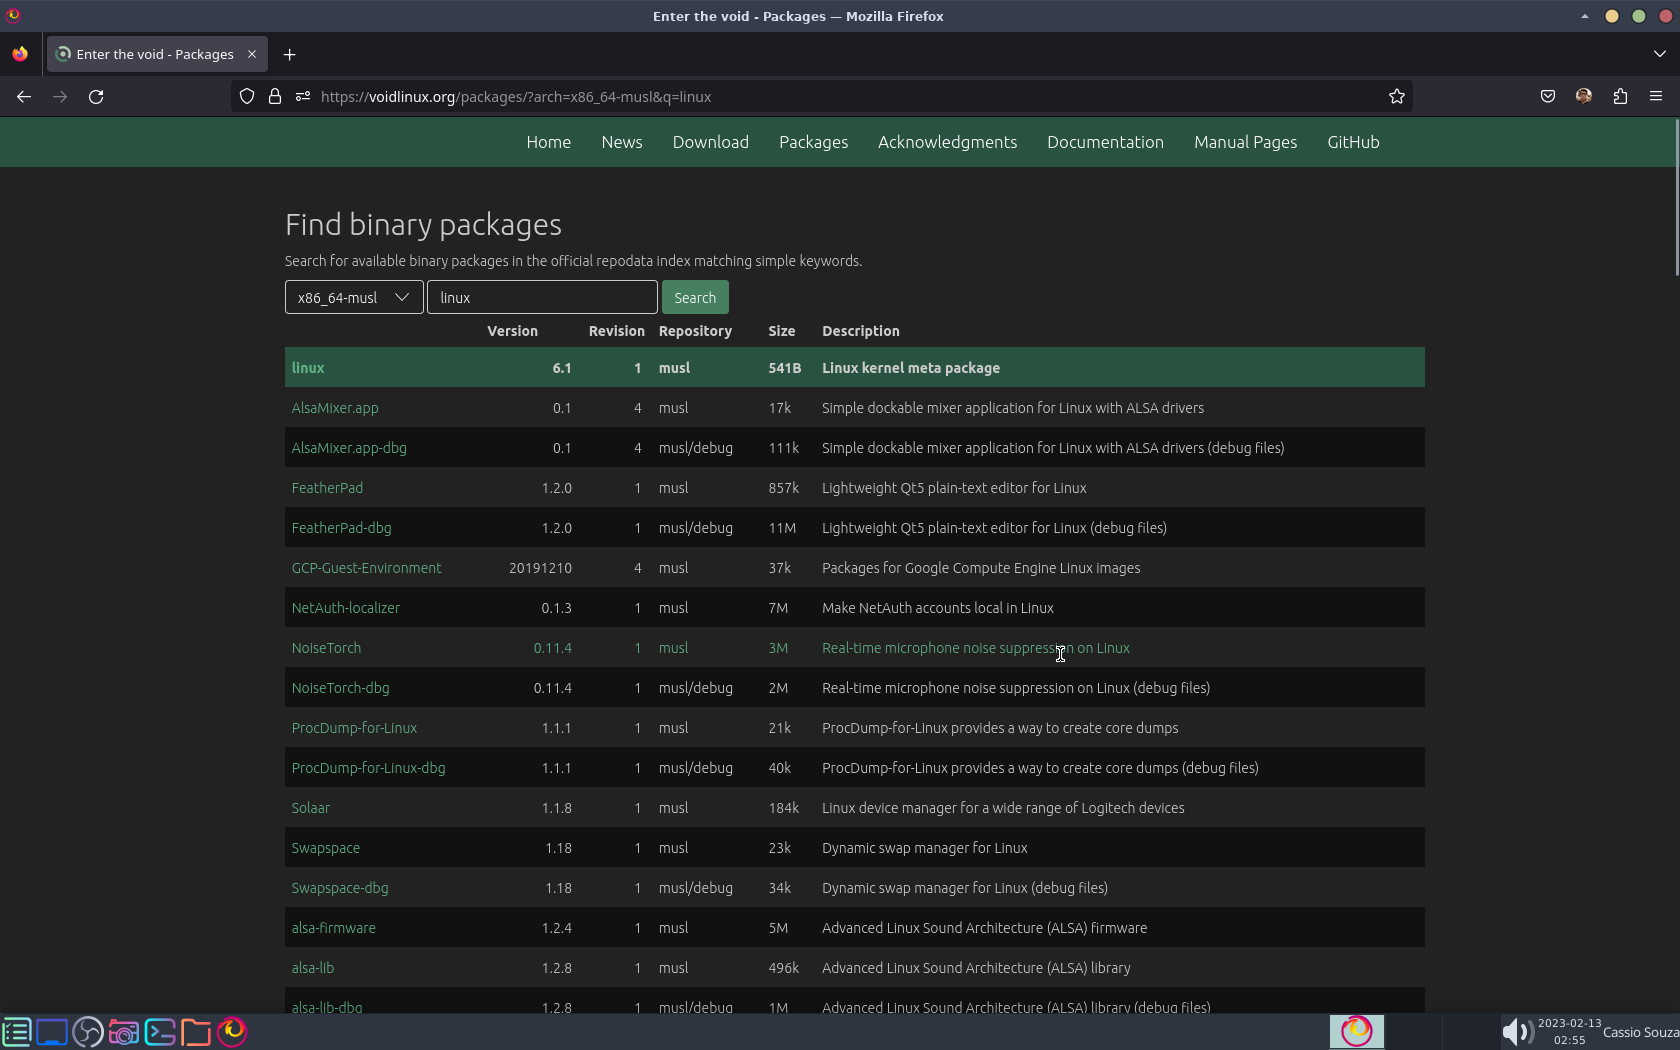 Enter the void - Packages — Mozilla Firefox
Enter the void - Packages
https://voidlinux.org/packages/?arch=x86_64-musl&q=linux
Home News Download Packages Acknowledgments Documentation Manual Pages GitHub
Find binary packages
Search for available binary packages in the official repodata index matching simple keywords.
x86_64-musl linux Search
Version Revision Repository Size Description
linux 6.1 1 musl 541B Linux kernel meta package
AlsaMixer.app 0.1 4 musl 17k Simple dockable mixer application for Linux with ALSA drivers
AlsaMixer.app-dbg 0.1 4 musl/debug 111k Simple dockable mixer application for Linux with ALSA drivers (debug files)
FeatherPad 1.2.0 1 musl 857k Lightweight Qt5 plain-text editor for Linux
FeatherPad-dbg 1.2.0 1 musl/debug 11M Lightweight Qt5 plain-text editor for Linux (debug files)
GCP-Guest-Environment 20191210 4 musl 37k Packages for Google Compute Engine Linux images
NetAuth-localizer 0.1.3 1 musl 7M Make NetAuth accounts local in Linux
NoiseTorch 0.11.4 1 musl 3M Real-time microphone noise suppression on Linux
NoiseTorch-dbg 0.11.4 1 musl/debug 2M Real-time microphone noise suppression on Linux (debug files)
ProcDump-for-Linux 1.1.1 1 musl 21k ProcDump-for-Linux provides a way to create core dumps
ProcDump-for-Linux-dbg 1.1.1 1 musl/debug 40k ProcDump-for-Linux provides a way to create core dumps (debug files)
Solaar 1.1.8 1 musl 184k Linux device manager for a wide range of Logitech devices
Swapspace 1.18 1 musl 23k Dynamic swap manager for Linux
Swapspace-dbg 1.18 1 musl/debug 34k Dynamic swap manager for Linux (debug files)
alsa-firmware 1.2.4 1 musl 5M Advanced Linux Sound Architecture (ALSA) firmware
alsa-lib 1.2.8 1 musl 496k Advanced Linux Sound Architecture (ALSA) library
alsa-lib-dbg 1.2.8 1 musl/debug 1M Advanced Linux Sound Architecture (ALSA) library (debug files)
2023-02-13
02:55
Cassio Souza